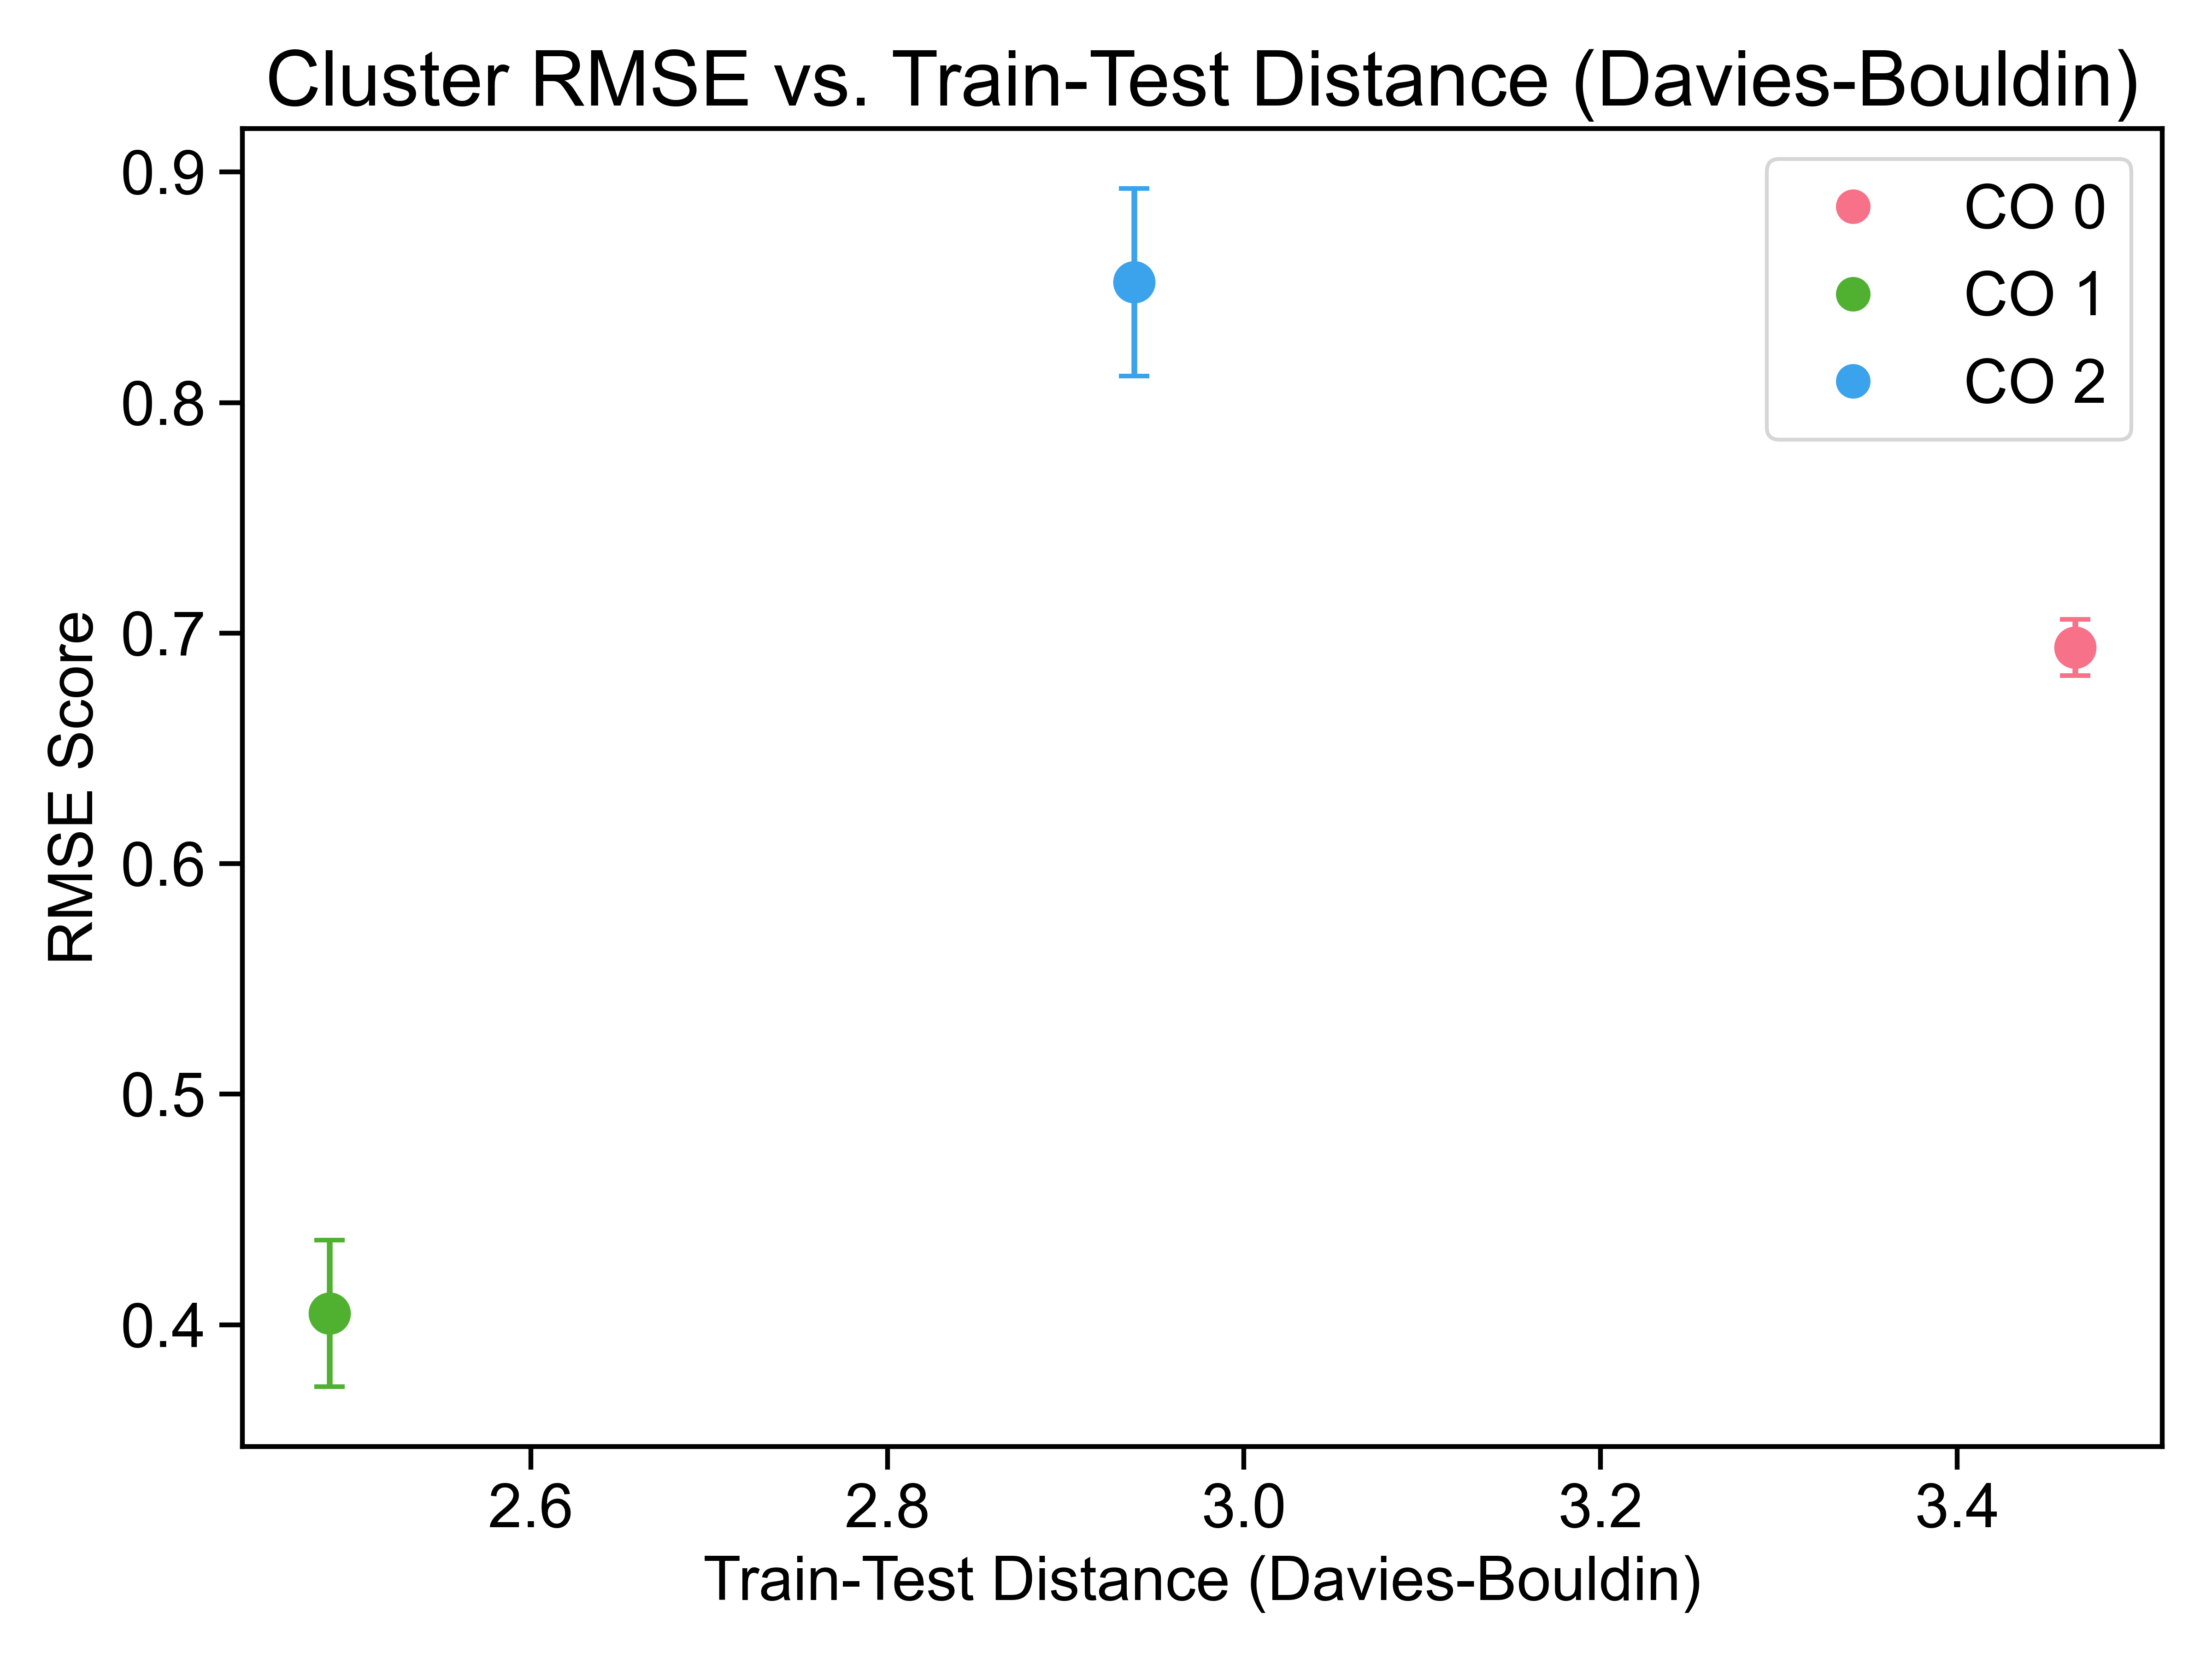 Cluster RMSE vs. Train-Test Distance (Davies-Bouldin)
0.9
0.8
0.7
0.6
0.5
0.4
RMSE Score
CO 0
CO 1
CO 2
2.6
2.8
3.0
3.2
3.4
Train-Test Distance (Davies-Bouldin)